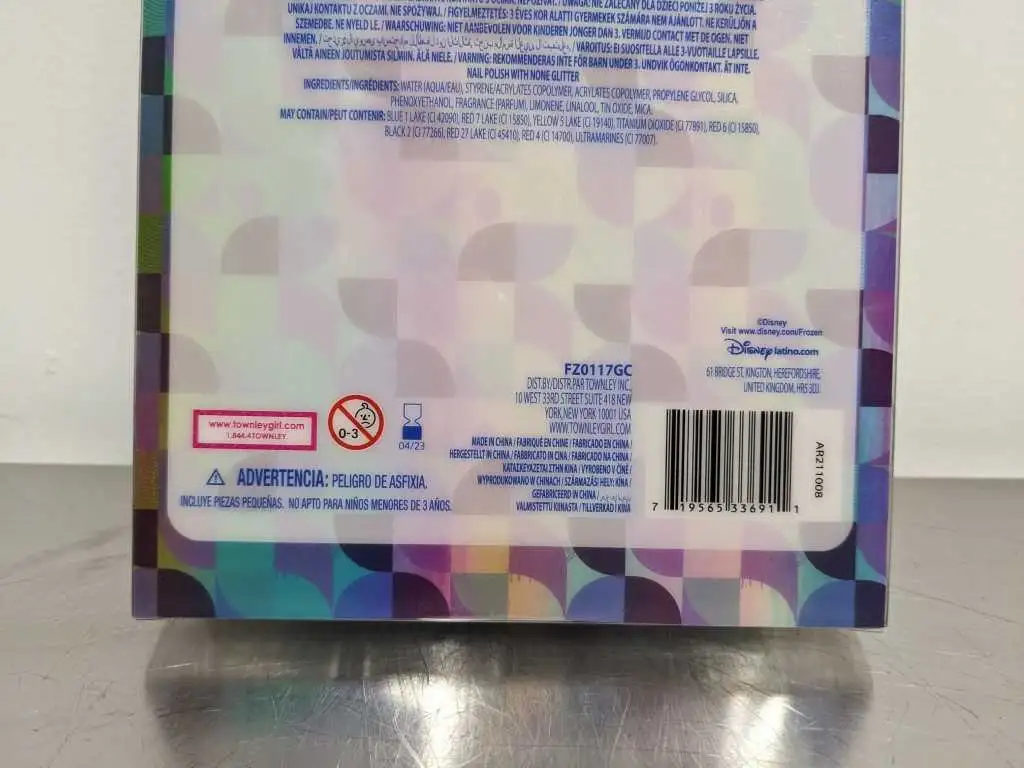 UNIKAJ KONTAKTU Z OCZAMI. NIE SPOŻYWAJ. / FIGYELMEZTETÉS: 3 ÉVES KOR ALATTI GYERMEKEK SZÁMÁRA NEM AJÁNLOTT. NE KERÜLJÖN A
SZEMEDBE. NE NYELD LE. / WAARSCHUWING: NIET AANBEVOLEN VOOR KINDEREN JONGER DAN 3. VERMIJD CONTACT MET DE OGEN. NIET
INNEMEN. / VAROITUS: EI SUOSITELLA ALLE 3-VUOTIAILLE LAPSILLE.
VÄLTÄ AINEEN JOUTUMISTA SILMIIN. ÄLÄ NIELE. / VARNING: REKOMMENDERAS INTE FÖR BARN UNDER 3. UNDVIK ÖGONKONTAKT. ÄT INTE.
NAIL POLISH WITH NONE GLITTER
INGREDIENTS/INGRÉDIENTS: WATER (AQUA/EAU), STYRENE/ACRYLATES COPOLYMER, ACRYLATES COPOLYMER, PROPYLENE GLYCOL, SILICA,
PHENOXYETHANOL, FRAGRANCE (PARFUM), LIMONENE, LINALOOL, TIN OXIDE, MICA.
MAY CONTAIN/PEUT CONTENIR: BLUE 1 LAKE (CI 42090), RED 7 LAKE (CI 15850), YELLOW 5 LAKE (CI 19140), TITANIUM DIOXIDE (CI 77891), RED 6 (CI 15850),
BLACK 2 (CI 77266), RED 27 LAKE (CI 45410), RED 4 (CI 14700), ULTRAMARINES (CI 77007).
©Disney
Visit www.disney.com/Frozen
Disney latino.com
61 BRIDGE ST, KINGTON, HEREFORDSHIRE,
UNITED KINGDOM, HR5 3DJ.
FZ0117GC
DIST.BY/DISTR.PAR TOWNLEY INC.
10 WEST 33RD STREET SUITE 418 NEW
YORK, NEW YORK 10001 USA
WWW.TOWNLEYGIRL.COM
MADE IN CHINA / FABRIQUÉ EN CHINE / FABRICADO EN CHINA /
HERGESTELLT IN CHINA / FABBRICATO IN CINA / FABRICADO NA CHINA /
KATAΣKEYAZETAI ΣTHN KINA / VYROBENO V ČÍNĚ /
WYPRODUKOWANO W CHINACH / SZÁRMAZÁSI HELY: KÍNA /
GEFABRICEERD IN CHINA /
VALMISTETTU KIINASTA / TILLVERKAD I KINA
www.townleygirl.com
1.844.4TOWNLEY
0-3
04/23
ADVERTENCIA: PELIGRO DE ASFIXIA.
INCLUYE PIEZAS PEQUEÑAS. NO APTO PARA NIÑOS MENORES DE 3 AÑOS.
7 19565 33691 1
AR211008